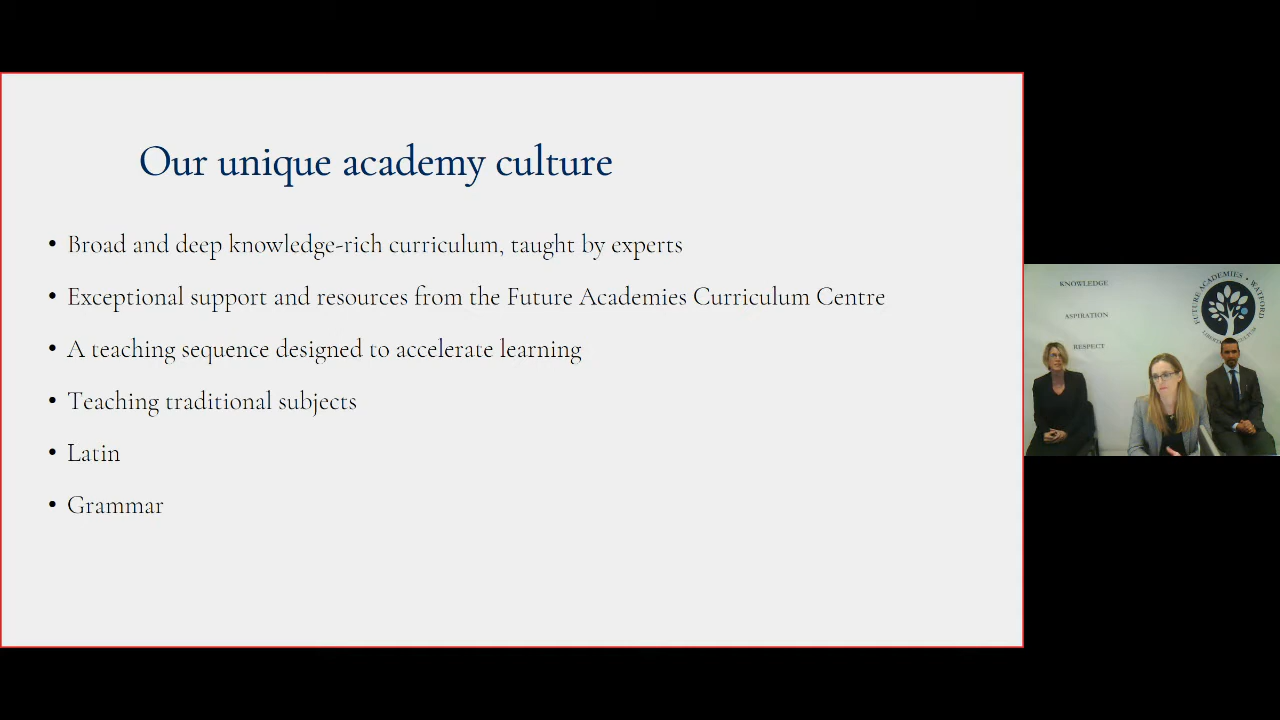 Our unique academy culture
• Broad and deep knowledge-rich curriculum, taught by experts
• Exceptional support and resources from the Future Academies Curriculum Centre
• A teaching sequence designed to accelerate learning
• Teaching traditional subjects
• Latin
• Grammar
KNOWLEDGE
ASPIRATION
RESPECT
FUTURE ACADEMIES • WATFORD